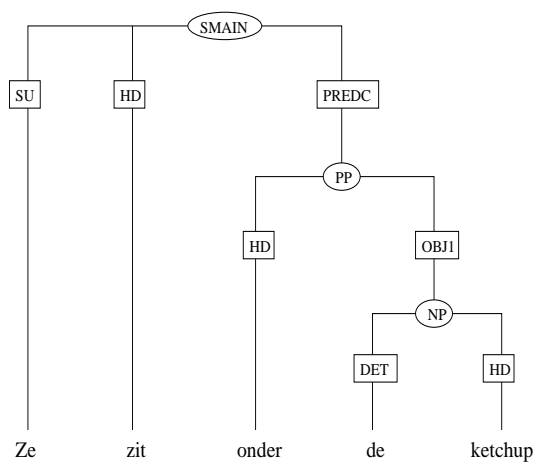 SMAIN
SU HD PREDC
PP
HD OBJ1
NP
DET HD
Ze zit onder de ketchup